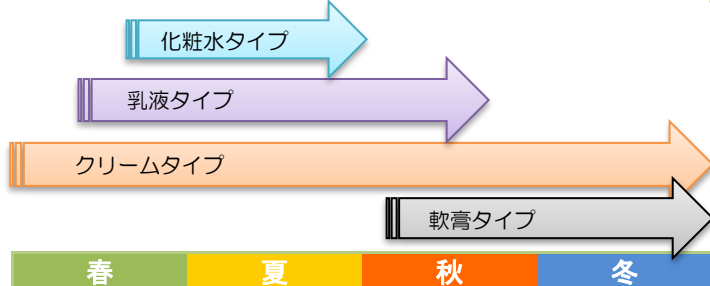 化粧水タイプ
乳液タイプ
クリームタイプ
軟膏タイプ
春 夏 秋 冬